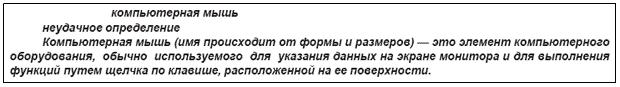 компьютерная мышь
неудачное определение
Компьютерная мышь (имя происходит от формы и размеров) — это элемент компьютерного
оборудования, обычно используемого для указания данных на экране монитора и для выполнения
функций путем щелчка по клавише, расположенной на ее поверхности.